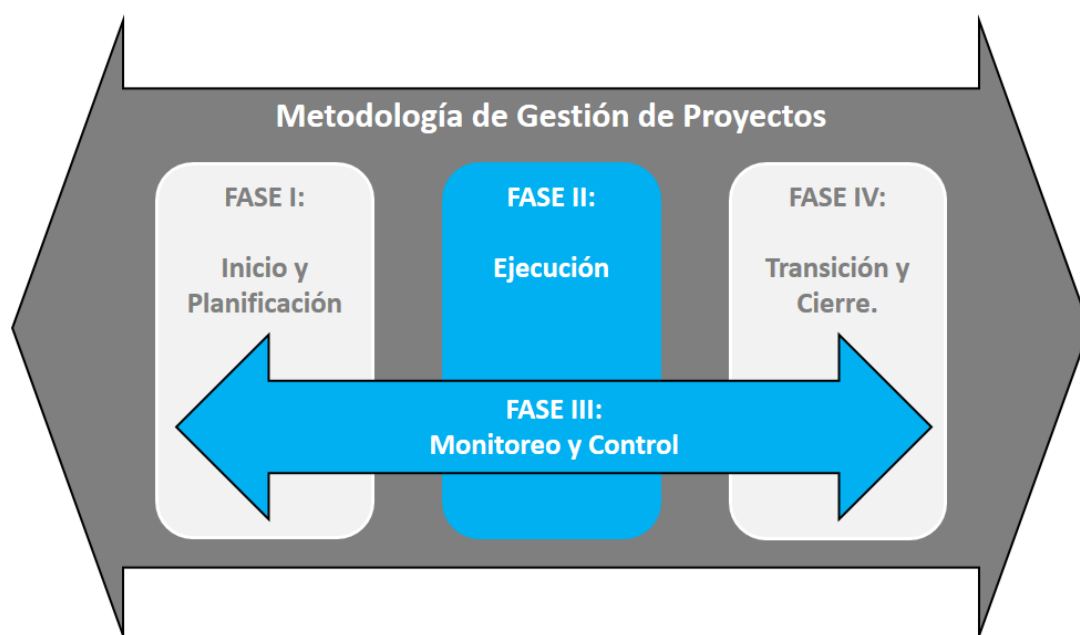 Metodología de Gestión de Proyectos
FASE I:
Inicio y
Planificación
FASE II:
Ejecución
FASE IV:
Transición y
Cierre.
FASE III:
Monitoreo y Control